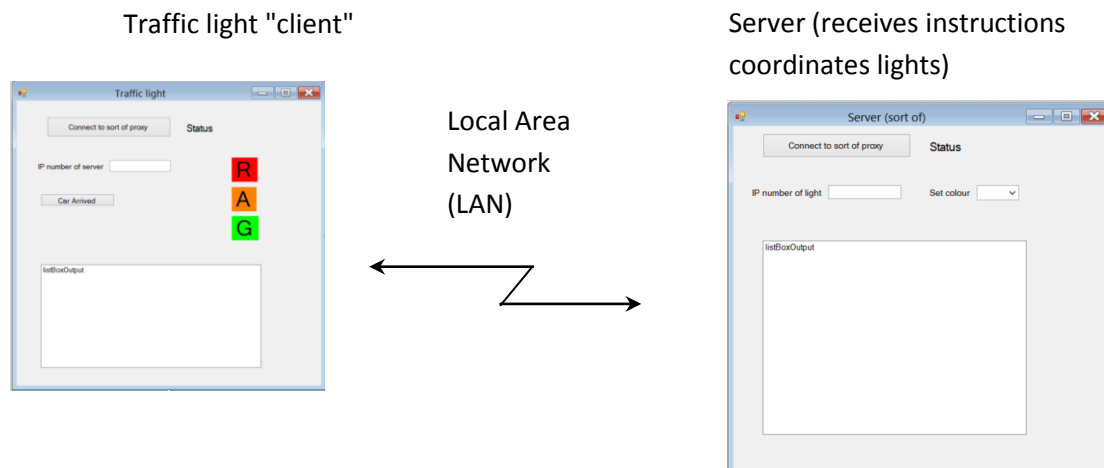 Traffic light "client"
Server (receives instructions
coordinates lights)
Traffic light
Connect to sort of proxy
Status
IP number of server
R
Car Arrived
A
G
listBoxOutput
Local Area
Network
(LAN)
Server (sort of)
Connect to sort of proxy
Status
IP number of light
Set colour
listBoxOutput